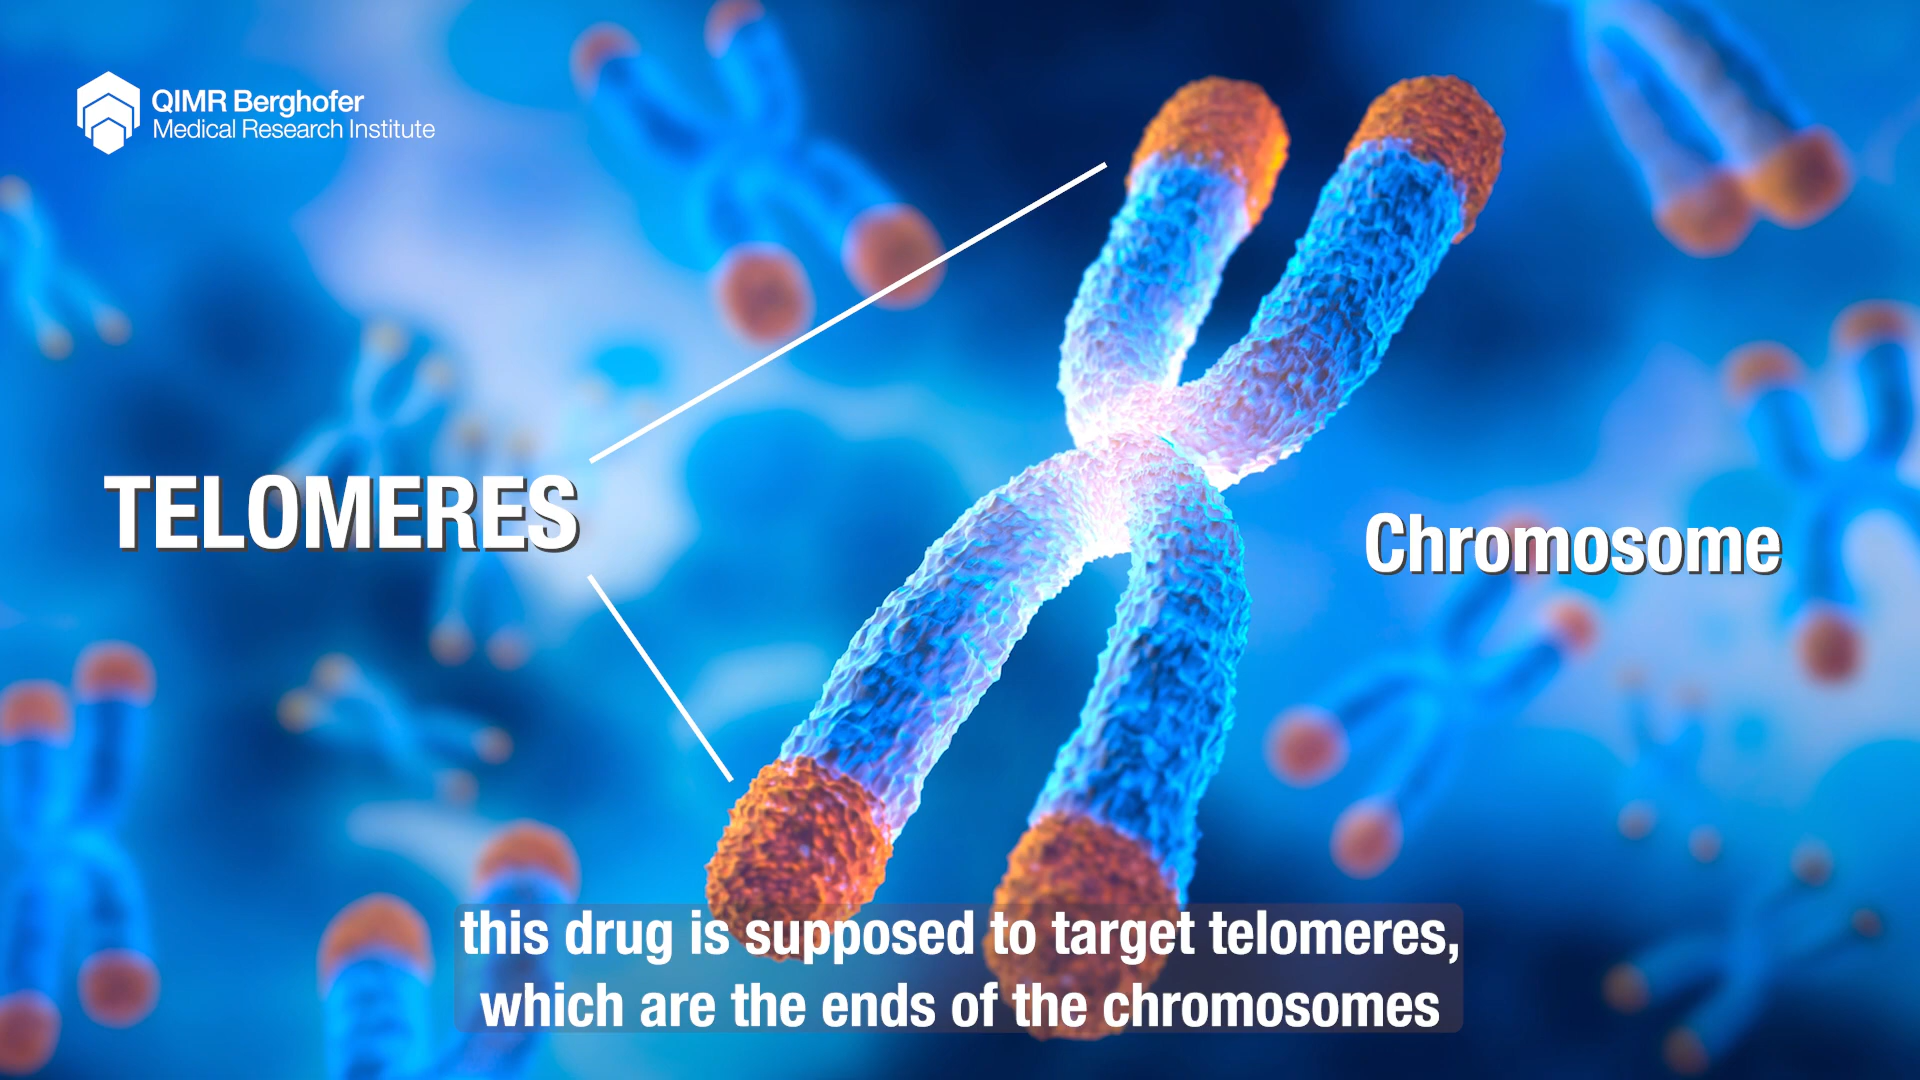 QIMR Berghofer
Medical Research Institute
TELOMERES
Chromosome
this drug is supposed to target telomeres,
which are the ends of the chromosomes